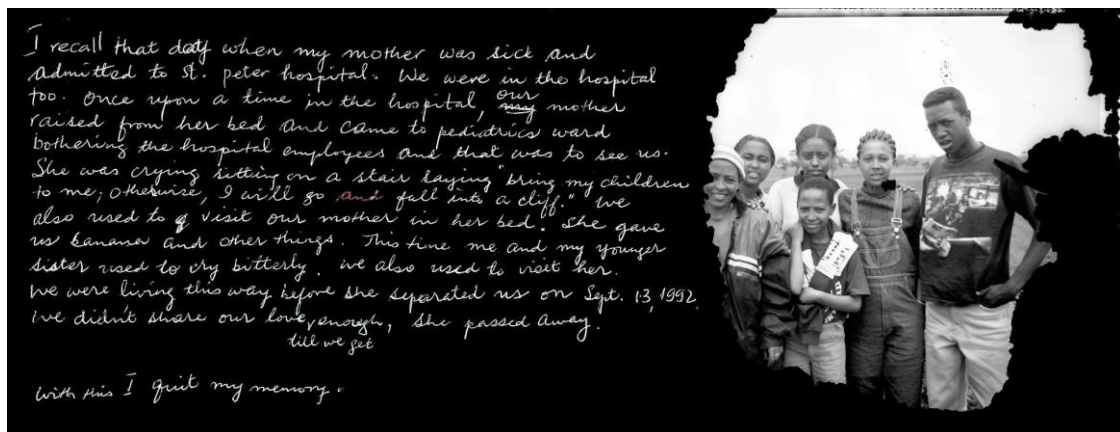 I recall that day when my mother was sick and
admitted to St. peter hospital. We were in the hospital
too. Once upon a time in the hospital, our my mother
raised from her bed and came to pediatrics ward
bothering the hospital employees and that was to see us.
She was crying sitting on a stair saying "bring my children
to me; otherwise, I will go and fall into a cliff." We
also used to visit our mother in her bed. She gave
us banana and other things. This time me and my younger
sister used to cry bitterly. we also used to visit her.
We were living this way before she separated us on Sept. 13, 1992.
We didn't share our love enough, she passed away.
till we get
with this I quit my memory.